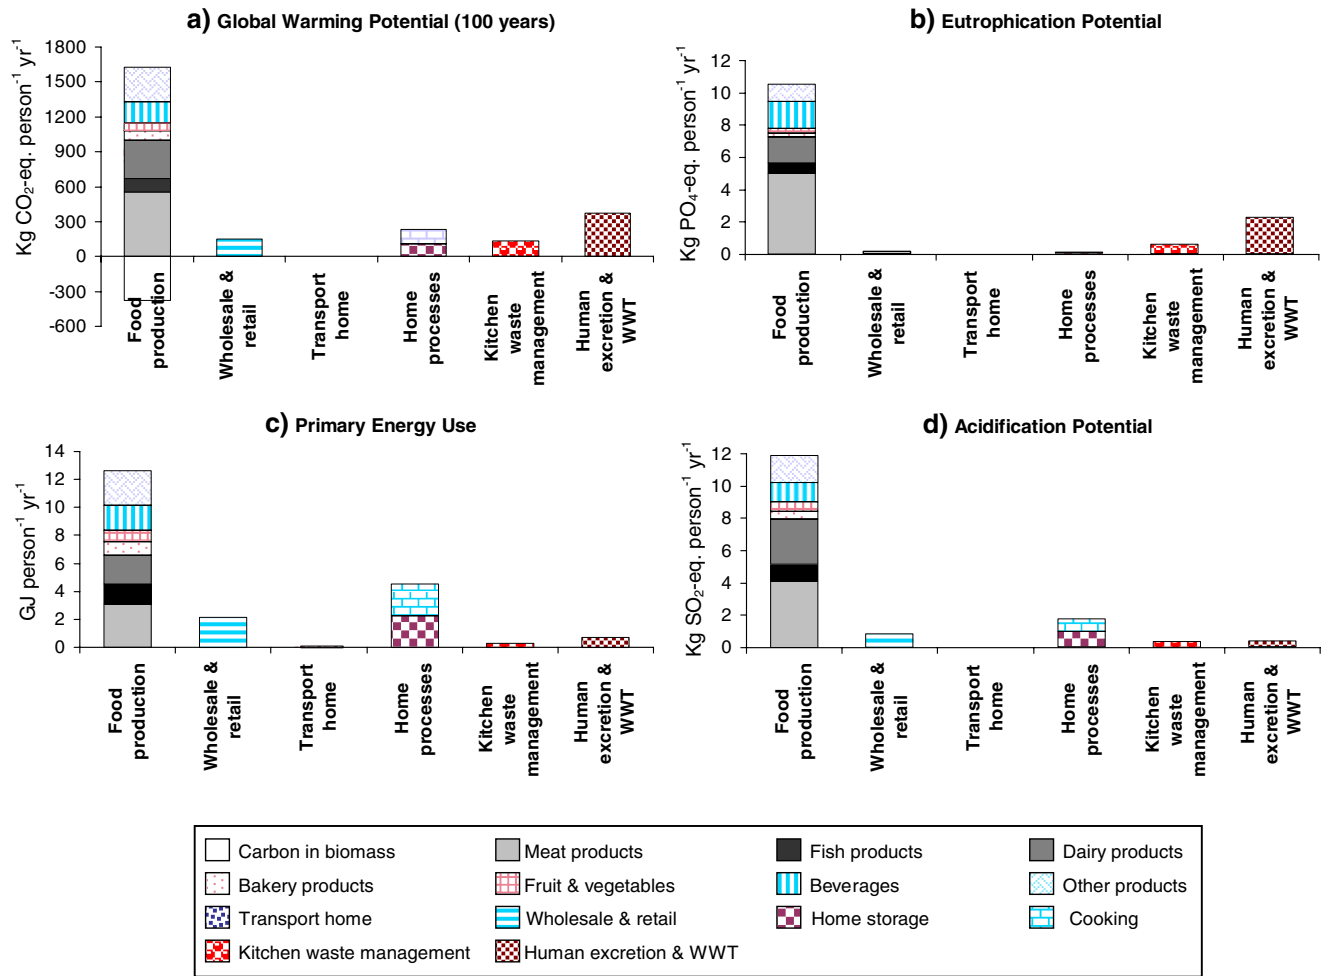 a) Global Warming Potential (100 years)
Kg CO₂-eq. person⁻¹ yr⁻¹
1800
1500
1200
900
600
300
0
-300
-600
Food
production
Wholesale &
retail
Transport
home
Home
processes
Kitchen
waste
management
Human
excretion &
WWT
b) Eutrophication Potential
Kg PO₄-eq. person⁻¹ yr⁻¹
12
10
8
6
4
2
0
Food
production
Wholesale &
retail
Transport
home
Home
processes
Kitchen
waste
management
Human
excretion &
WWT
c) Primary Energy Use
GJ person⁻¹ yr⁻¹
14
12
10
8
6
4
2
0
Food
production
Wholesale &
retail
Transport
home
Home
processes
Kitchen
waste
management
Human
excretion &
WWT
d) Acidification Potential
Kg SO₂-eq. person⁻¹ yr⁻¹
12
10
8
6
4
2
0
Food
production
Wholesale &
retail
Transport
home
Home
processes
Kitchen
waste
management
Human
excretion &
WWT
Carbon in biomass
Meat products
Fish products
Dairy products
Bakery products
Fruit & vegetables
Beverages
Other products
Transport home
Wholesale & retail
Home storage
Cooking
Kitchen waste management
Human excretion & WWT